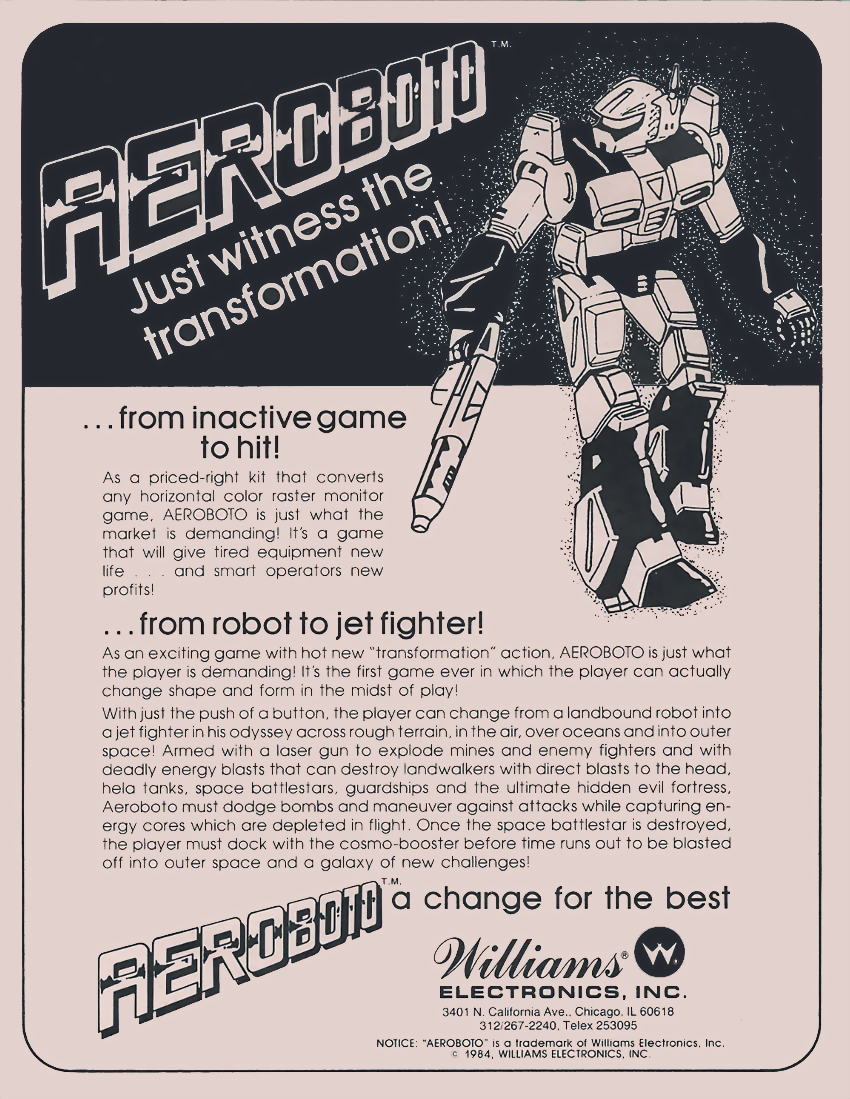 AEROBOTO T.M.
Just witness the
transformation!
...from inactive game
to hit!
As a priced-right kit that converts
any horizontal color raster monitor
game, AEROBOTO is just what the
market is demanding! It's a game
that will give tired equipment new
life . . . and smart operators new
profits!
...from robot to jet fighter!
As an exciting game with hot new "transformation" action, AEROBOTO is just what
the player is demanding! It's the first game ever in which the player can actually
change shape and form in the midst of play!
With just the push of a button, the player can change from a landbound robot into
a jet fighter in his odyssey across rough terrain, in the air, over oceans and into outer
space! Armed with a laser gun to explode mines and enemy fighters and with
deadly energy blasts that can destroy landwalkers with direct blasts to the head,
hela tanks, space battlestars, guardships and the ultimate hidden evil fortress,
Aeroboto must dodge bombs and maneuver against attacks while capturing en-
ergy cores which are depleted in flight. Once the space battlestar is destroyed,
the player must dock with the cosmo-booster before time runs out to be blasted
off into outer space and a galaxy of new challenges!
AEROBOTO T.M. a change for the best
Williams® W.
ELECTRONICS, INC.
3401 N. California Ave., Chicago, IL 60618
312/267-2240, Telex 253095
NOTICE: "AEROBOTO" is a trademark of Williams Electronics, Inc.
© 1984, WILLIAMS ELECTRONICS, INC.